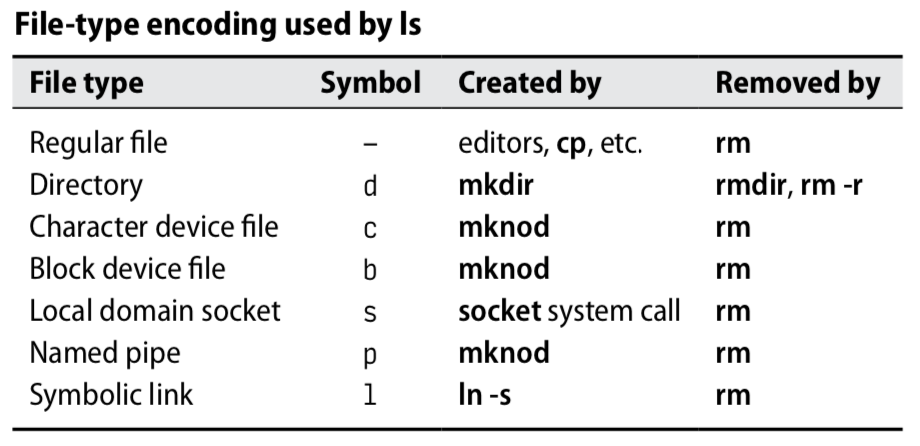 File-type encoding used by ls
File type Symbol Created by Removed by
Regular file – editors, cp, etc. rm
Directory d mkdir rmdir, rm -r
Character device file c mknod rm
Block device file b mknod rm
Local domain socket s socket system call rm
Named pipe p mknod rm
Symbolic link l ln -s rm